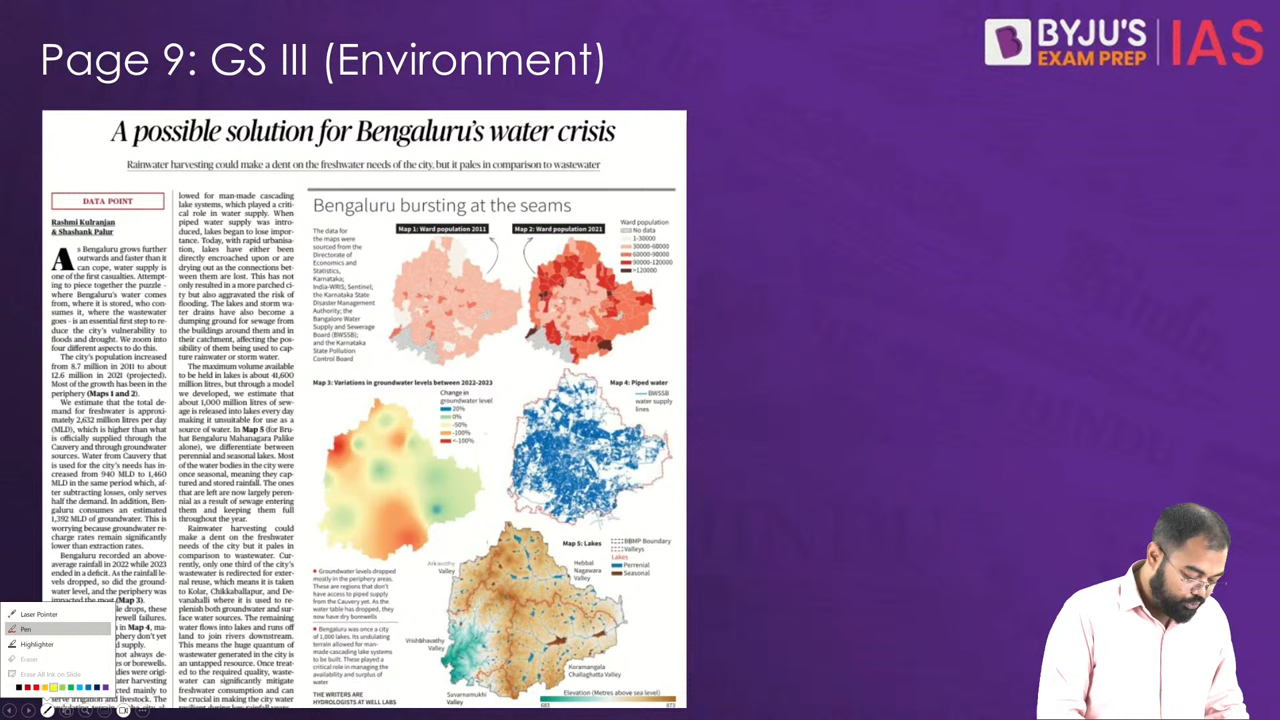 Page 9: GS III (Environment)
BYJU'S
EXAM PREP
IAS
A possible solution for Bengaluru's water crisis
Rainwater harvesting could make a dent on the freshwater needs of the city, but it pales in comparison to wastewater
DATA POINT
Rashmi Kulranjan
& Shashank Palur
As Bengaluru grows further
outwards and faster than it
can cope, water supply is
one of the first casualties. Attempt-
ing to piece together the puzzle -
where Bengaluru's water comes
from, where it is stored, who con-
sumes it, where the wastewater
goes - is an essential first step to re-
duce the city's vulnerability to
floods and drought. We zoom into
four different aspects to do this.
The city's population increased
from 8.7 million in 2011 to about
12.6 million in 2021 (projected).
Most of the growth has been in the
periphery (Maps 1 and 2).
We estimate that the total de-
mand for freshwater is approxi-
mately 2,632 million litres per day
(MLD), which is higher than what
is officially supplied through the
Cauvery and through groundwater
sources. Water from Cauvery that
is used for the city's needs has in-
creased from 940 MLD to 1,460
MLD in the same period which, af-
ter subtracting losses, only serves
half the demand. In addition, Ben-
galuru consumes an estimated
1,392 MLD of groundwater. This is
worrying because groundwater re-
charge rates remain significantly
lower than extraction rates.
Bengaluru recorded an above-
average rainfall in 2022 while 2023
ended in a deficit. As the rainfall le-
vels dropped, so did the ground-
water level, and the periphery was
impacted the most (Map 3).
le drops, these
rewell failures.
in Map 4, ma-
phery don't yet
d supply.
not always de-
es or borewells.
dies were origi-
ater harvesting
cted mainly to
serve irrigation and livestock. The
lowed for man-made cascading
lake systems, which played a criti-
cal role in water supply. When
piped water supply was intro-
duced, lakes began to lose impor-
tance. Today, with rapid urbanisa-
tion, lakes have either been
directly encroached upon or are
drying out as the connections bet-
ween them are lost. This has not
only resulted in a more parched ci-
ty but also aggravated the risk of
flooding. The lakes and storm wa-
ter drains have also become a
dumping ground for sewage from
the buildings around them and in
their catchment, affecting the pos-
sibility of them being used to cap-
ture rainwater or storm water.
The maximum volume available
to be held in lakes is about 41,600
million litres, but through a model
we developed, we estimate that
about 1,000 million litres of sew-
age is released into lakes every day
making it unsuitable for use as a
source of water. In Map 5 (for Bru-
hat Bengaluru Mahanagara Palike
alone), we differentiate between
perennial and seasonal lakes. Most
of the water bodies in the city were
once seasonal, meaning they cap-
tured and stored rainfall. The ones
that are left are now largely peren-
nial as a result of sewage entering
them and keeping them full
throughout the year.
Rainwater harvesting could
make a dent on the freshwater
needs of the city but it pales in
comparison to wastewater. Cur-
rently, only one third of the city's
wastewater is redirected for exter-
nal reuse, which means it is taken
to Kolar, Chikkaballapur, and De-
vanahalli where it is used to re-
plenish both groundwater and sur-
face water sources. The remaining
water flows into lakes and runs off
land to join rivers downstream.
This means the huge quantum of
wastewater generated in the city is
an untapped resource. Once treat-
ed to the required quality, waste-
water can significantly mitigate
freshwater consumption and can
be crucial in making the city water
Bengaluru bursting at the seams
The data for
the maps were
sourced from the
Directorate of
Economics and
Statistics,
Karnataka;
India-WRIS; Sentinel;
the Karnataka State
Disaster Management
Authority; the
Bangalore Water
Supply and Sewerage
Board (BWSSB);
and the Karnataka
State Pollution
Control Board
Map 1: Ward population 2011
Map 2: Ward population 2021
Ward population
No data
1-30000
30000-60000
60000-90000
90000-120000
>120000
Map 3: Variations in groundwater levels between 2022-2023
Change in
groundwater level
20%
0%
-50%
-100%
<-100%
Map 4: Piped water
BWSSB
water supply
lines
Map 5: Lakes
BBMP Boundary
Valleys
Lakes
Perrenial
Seasonal
Arkavathy
Valley
Hebbal
Nagawara
Valley
Vrishbhavathy
Valley
Koramangala
Challaghatta Valley
Suvarnamukhi
Valley
Elevation (Metres above sea level)
683
973
Groundwater levels dropped
mostly in the periphery areas.
These are regions that don't
have access to piped supply
from the Cauvery yet. As the
water table has dropped, they
now have dry borewells
Bengaluru was once a city
of 1,000 lakes. Its undulating
terrain allowed for man-
made cascading lake systems
to be built. These played a
critical role in managing the
availability and surplus of
water
THE WRITERS ARE
HYDROLOGISTS AT WELL LABS
Laser Pointer
Pen
Highlighter
Eraser
Erase All Ink on Slide